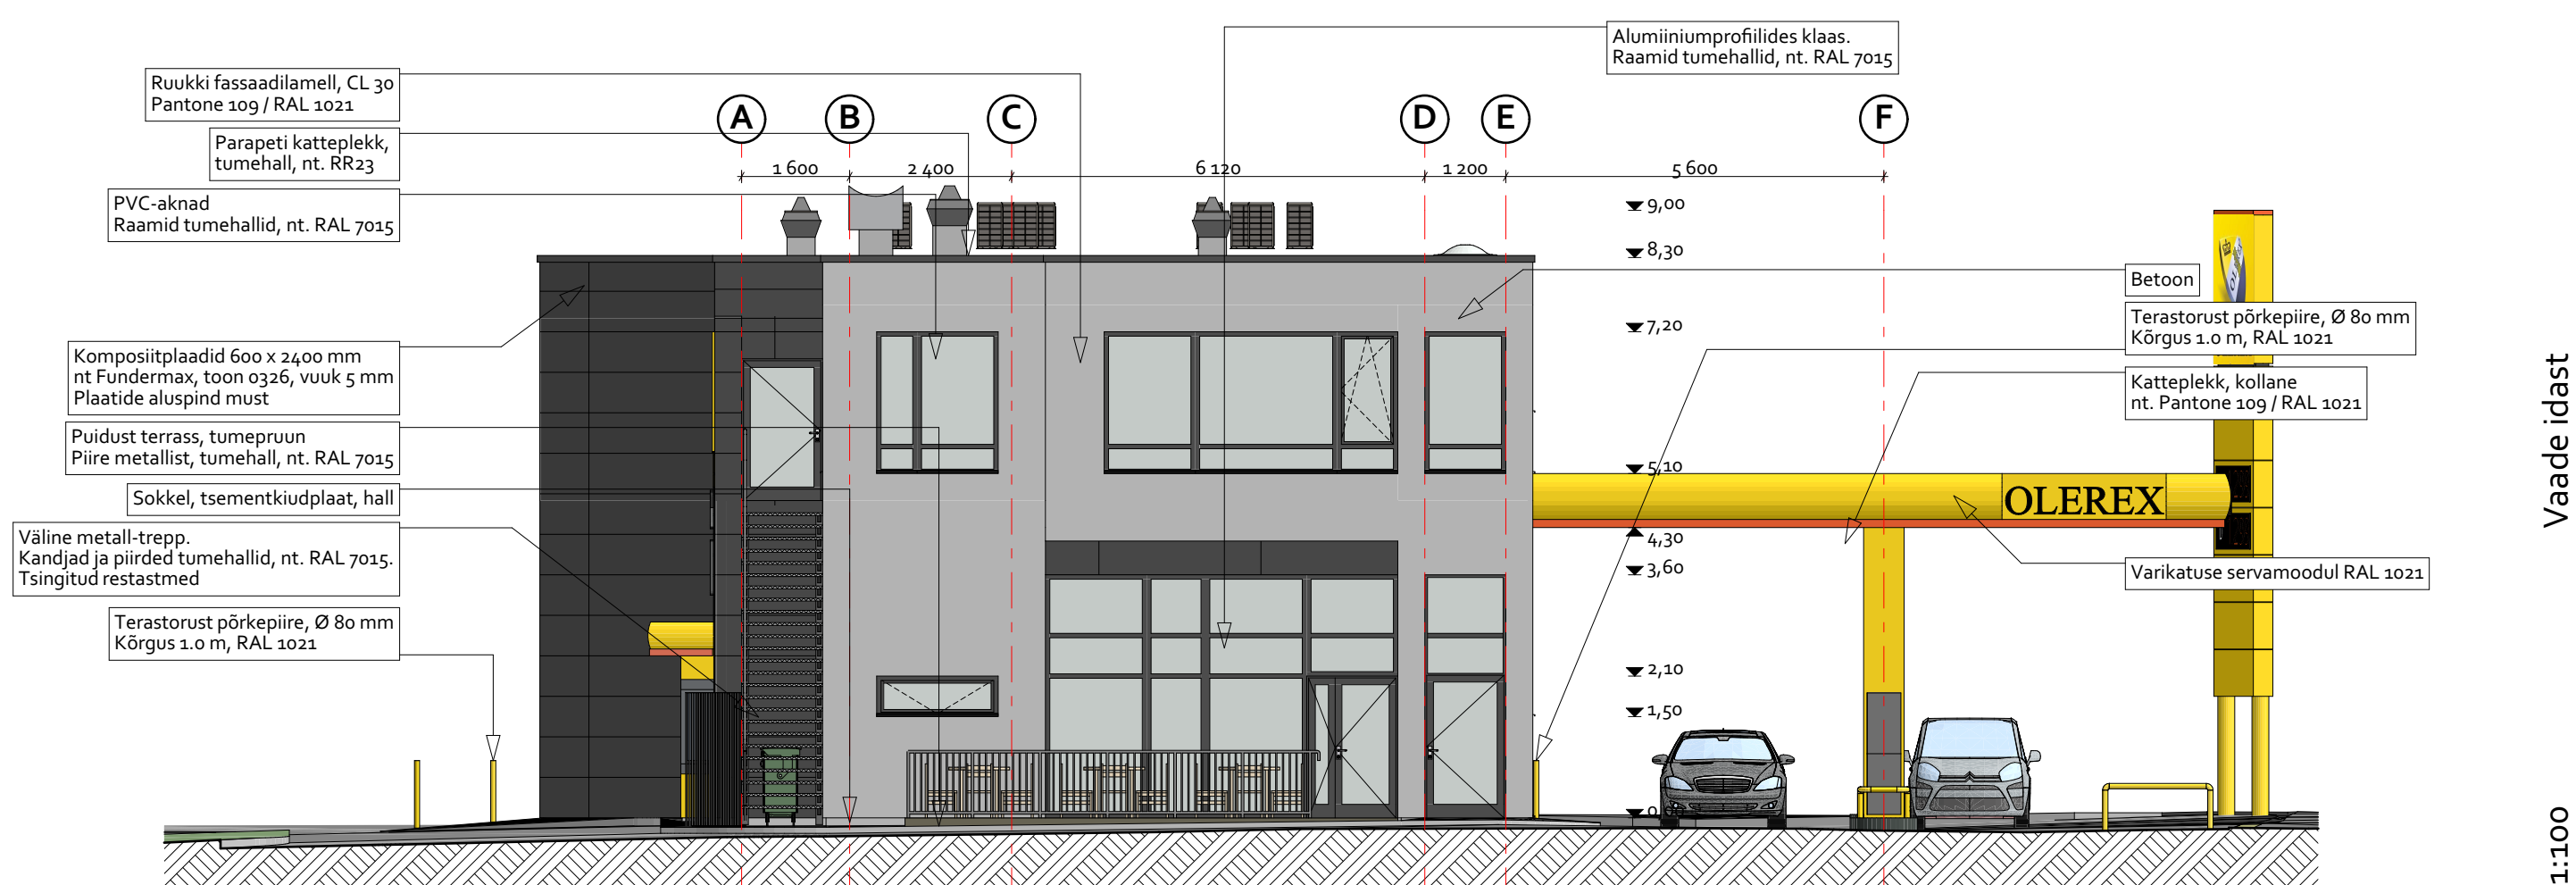 Alumiiniumprofiilides klaas.
Raamid tumehallid, nt. RAL 7015
Ruukki fassaadilamell, CL 30
Pantone 109 / RAL 1021
A
B
C
D
E
F
Parapeti katteplekk,
tumehall, nt. RR23
1 600
2 400
6 120
1 200
5 600
PVC-aknad
Raamid tumehallid, nt. RAL 7015
9,00
8,30
Betoon
Terastorust põrkepiire, Ø 80 mm
Kõrgus 1.0 m, RAL 1021
7,20
Komposiitplaadid 600 x 2400 mm
nt Fundermax, toon 0326, vuuk 5 mm
Plaatide aluspind must
Katteplekk, kollane
nt. Pantone 109 / RAL 1021
Puidust terrass, tumepruun
Piire metallist, tumehall, nt. RAL 7015
5,10
Sokkel, tsementkiudplaat, hall
OLEREX
Väline metall-trepp.
Kandjad ja piirded tumehallid, nt. RAL 7015.
Tsingitud restastmed
4,30
3,60
Varikatuse servamoodul RAL 1021
Terastorust põrkepiire, Ø 80 mm
Kõrgus 1.0 m, RAL 1021
2,10
1,50
Vaade idast
1:100